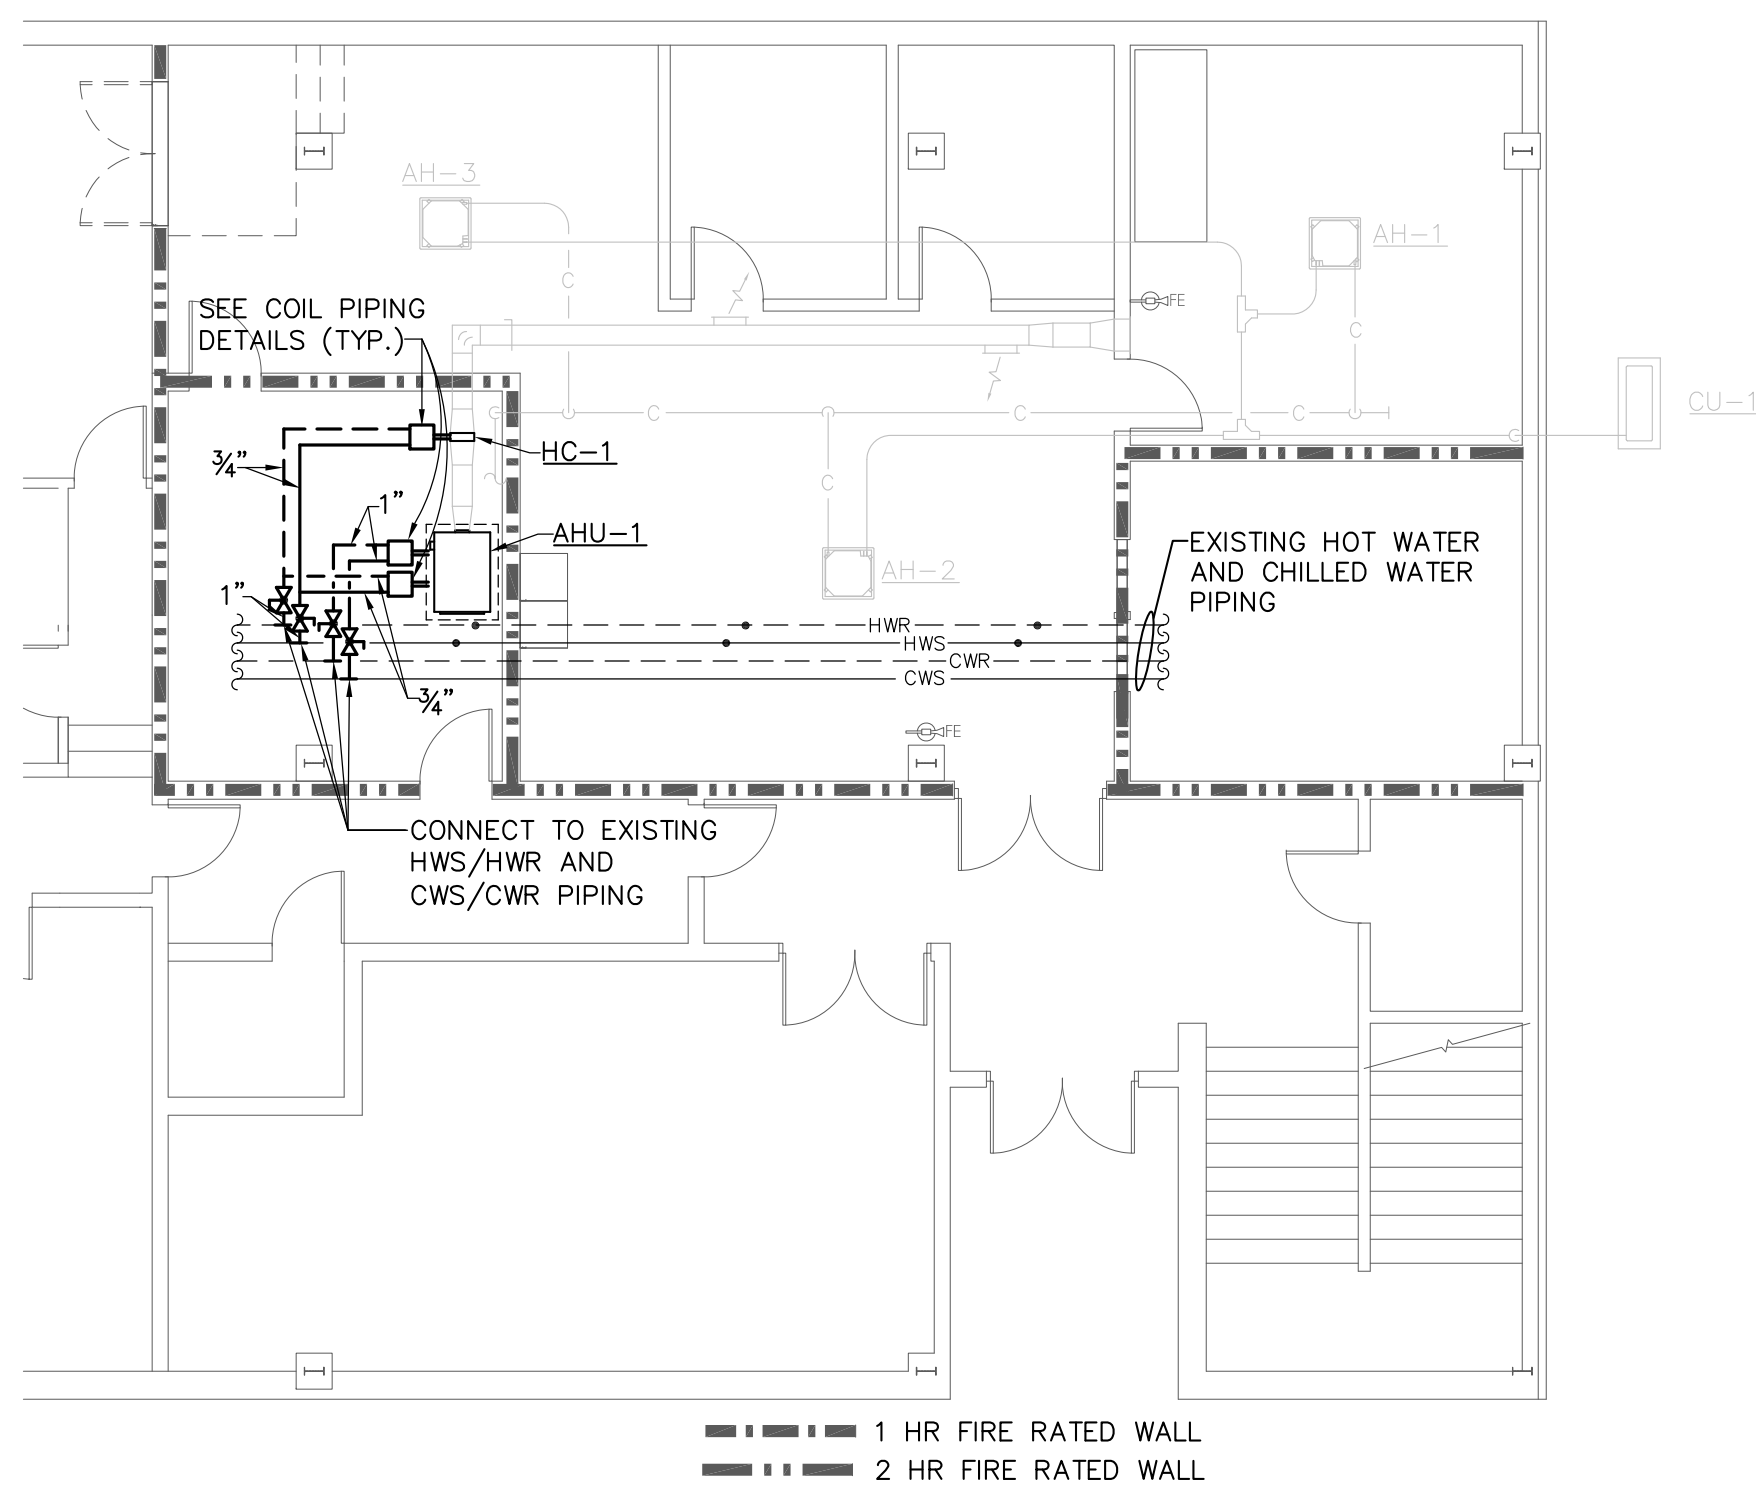 AH-3
AH-1
SEE COIL PIPING
DETAILS (TYP.)
C
FE
C
C
C
C
CU-1
HC-1
3/4"
1"
C
AHU-1
EXISTING HOT WATER
AND CHILLED WATER
PIPING
AH-2
1"
HWR
HWS
CWR
CWS
3/4"
FE
CONNECT TO EXISTING
HWS/HWR AND
CWS/CWR PIPING
1 HR FIRE RATED WALL
2 HR FIRE RATED WALL